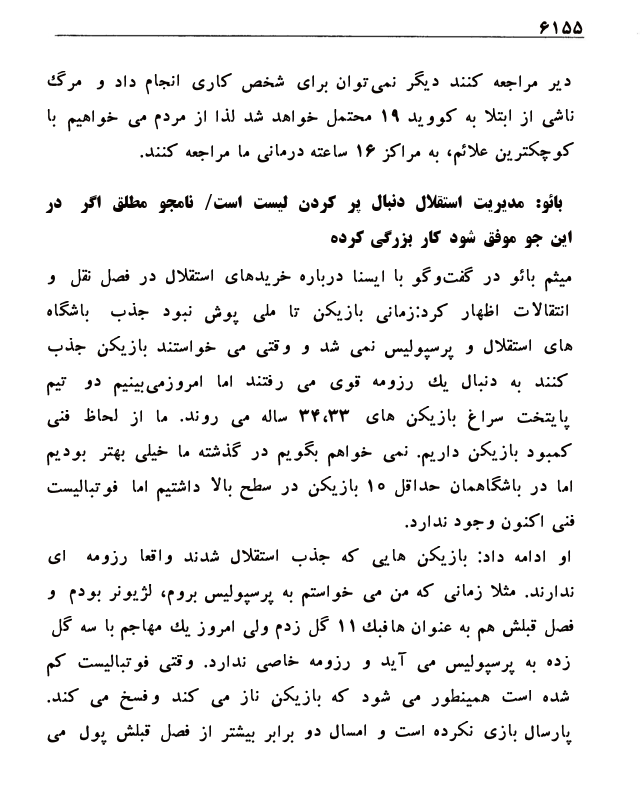 ۶۱۵۵
دیر مراجعه کنند دیگر نمی‌توان برای شخص کاری انجام داد و مرگ
ناشی از ابتلا به کووید ۱۹ محتمل خواهد شد لذا از مردم می خواهیم با
کوچکترین علائم، به مراکز ۱۶ ساعته درمانی ما مراجعه کنند.
بائو: مدیریت استقلال دنبال پر کردن لیست است/ نامجو مطلق اگر در
این جو موفق شود کار بزرگی کرده
میثم بائو در گفت‌وگو با ایسنا درباره خریدهای استقلال در فصل نقل و
انتقالات اظهار کرد:زمانی بازیکن تا ملی پوش نبود جذب باشگاه
های استقلال و پرسپولیس نمی شد و وقتی می خواستند بازیکن جذب
کنند به دنبال یك رزومه قوی می رفتند اما امروزمی‌بینیم دو تیم
پایتخت سراغ بازیکن های ۳۴،۳۳ ساله می روند. ما از لحاظ فنی
کمبود بازیکن داریم. نمی خواهم بگویم در گذشته ما خیلی بهتر بودیم
اما در باشگاهمان حداقل ۱۵ بازیکن در سطح بالا داشتیم اما فوتبالیست
فنی اکنون وجود ندارد.
او ادامه داد: بازیکن هایی که جذب استقلال شدند واقعا رزومه ای
ندارند. مثلا زمانی که من می خواستم به پرسپولیس بروم، لژیونر بودم و
فصل قبلش هم به عنوان هافبك ۱۱ گل زدم ولی امروز یك مهاجم با سه گل
زده به پرسپولیس می آید و رزومه خاصی ندارد. وقتی فوتبالیست کم
شده است همینطور می شود که بازیکن ناز می کند وفسخ می کند.
پارسال بازی نکرده است و امسال دو برابر بیشتر از فصل قبلش پول می